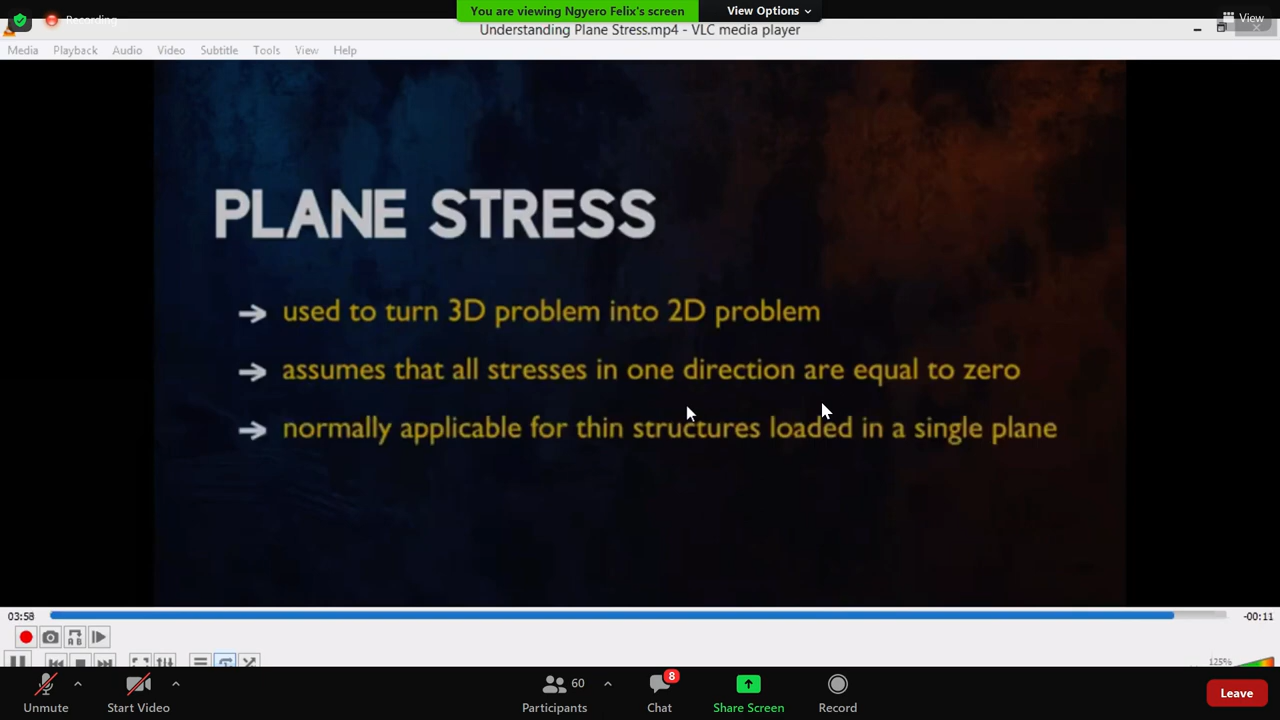 You are viewing Ngyero Felix's screen
View Options
Recording
View
Understanding Plane Stress.mp4 - VLC media player
Media Playback Audio Video Subtitle Tools View Help
PLANE STRESS
→ used to turn 3D problem into 2D problem
→ assumes that all stresses in one direction are equal to zero
→ normally applicable for thin structures loaded in a single plane
03:58
-00:11
125%
60
8
Unmute
Start Video
Participants
Chat
Share Screen
Record
Leave